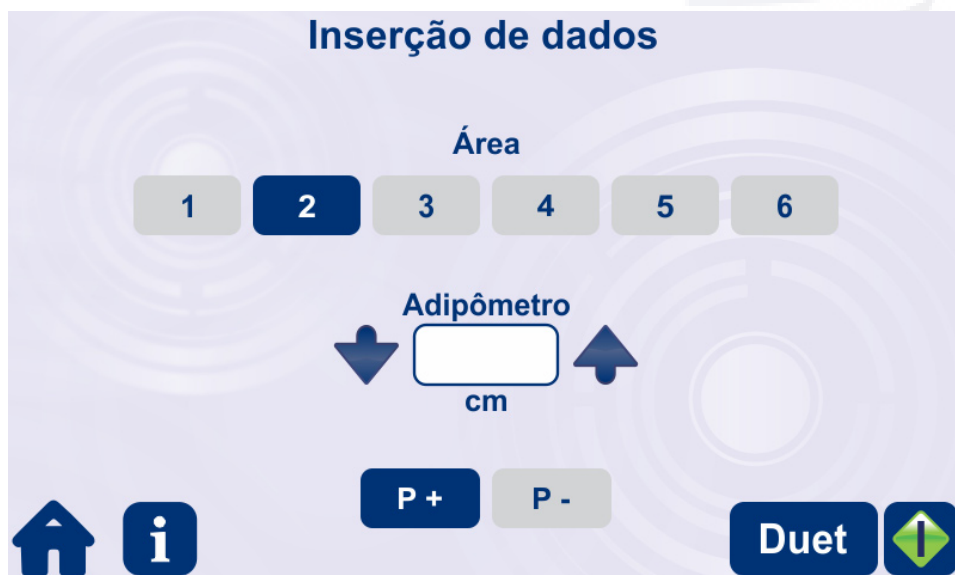 Inserção de dados
Área
1 2 3 4 5 6
Adipômetro
cm
P + P -
i Duet I